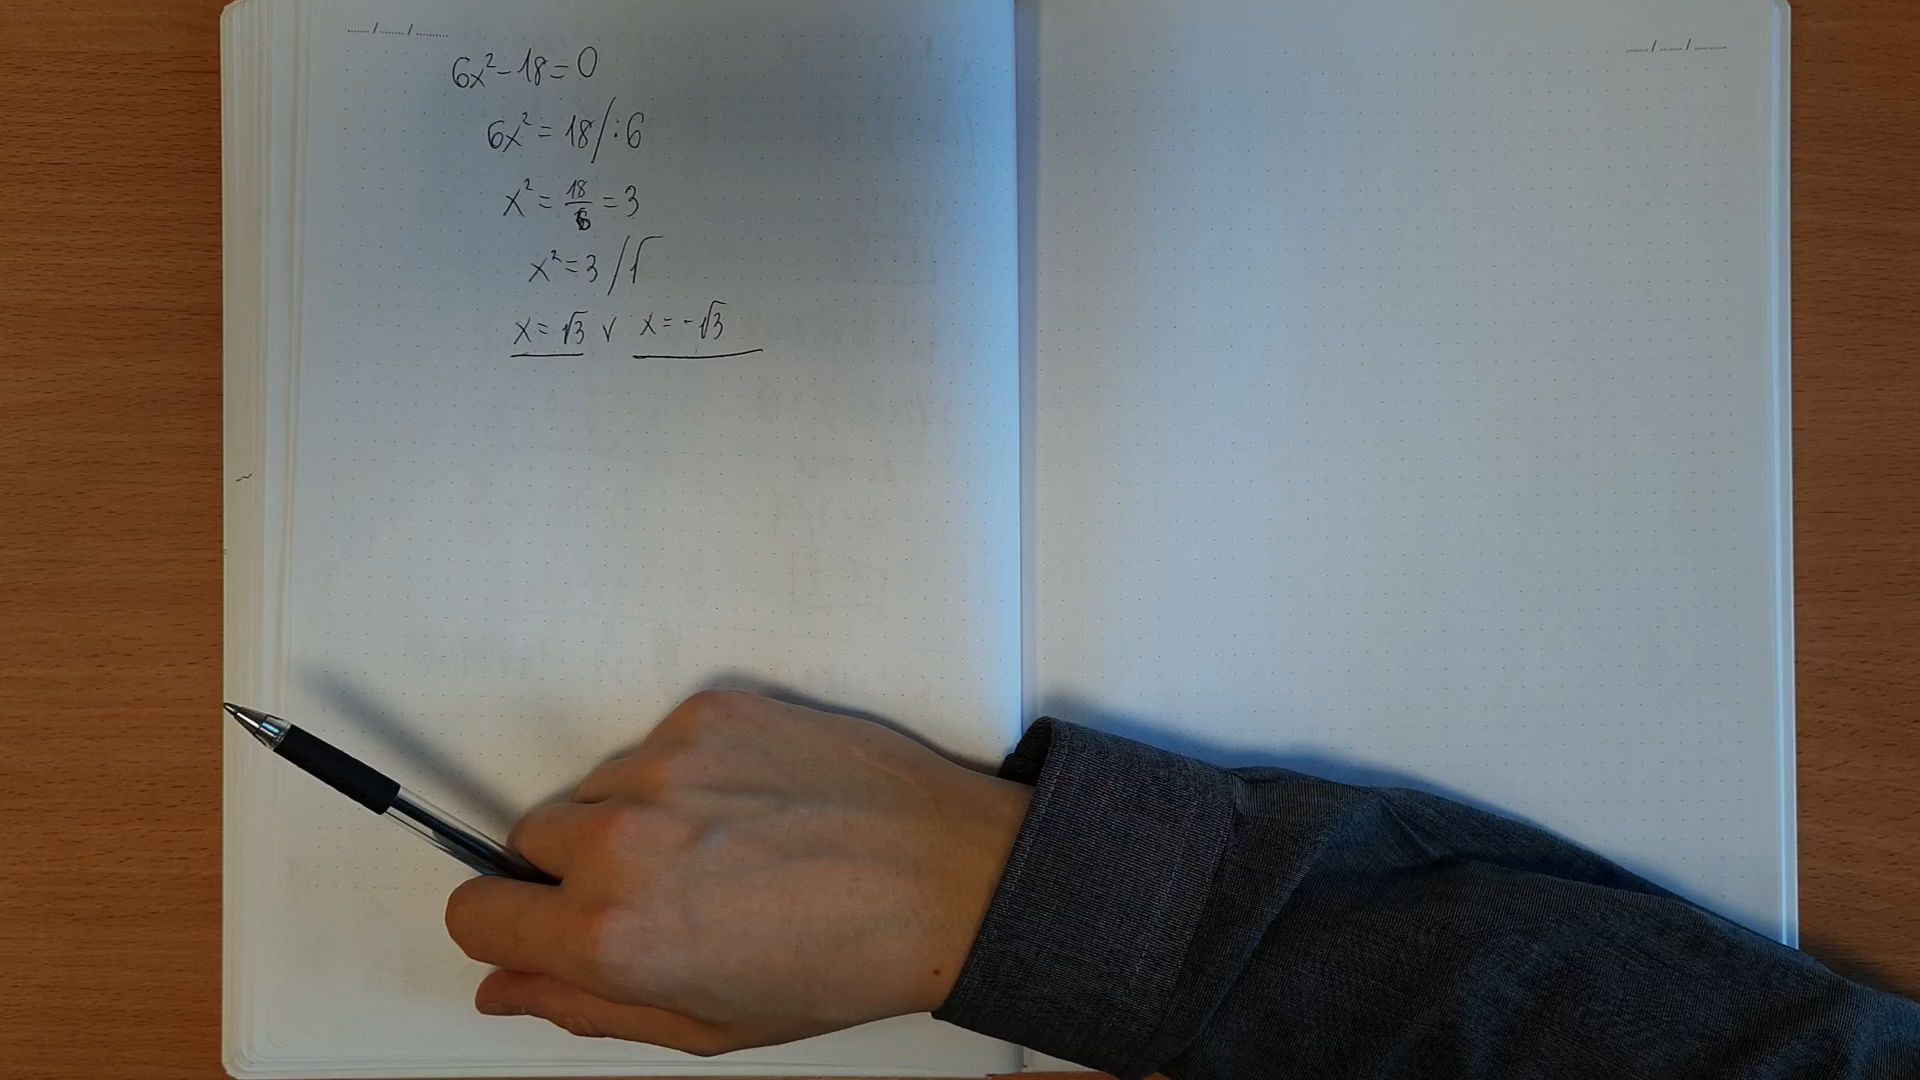 ....../....../.........
6x² - 18 = 0
6x² = 18 /:6
x² = 18/6 = 3
x² = 3 /√
x = √3 ∨ x = -√3
....../....../.........